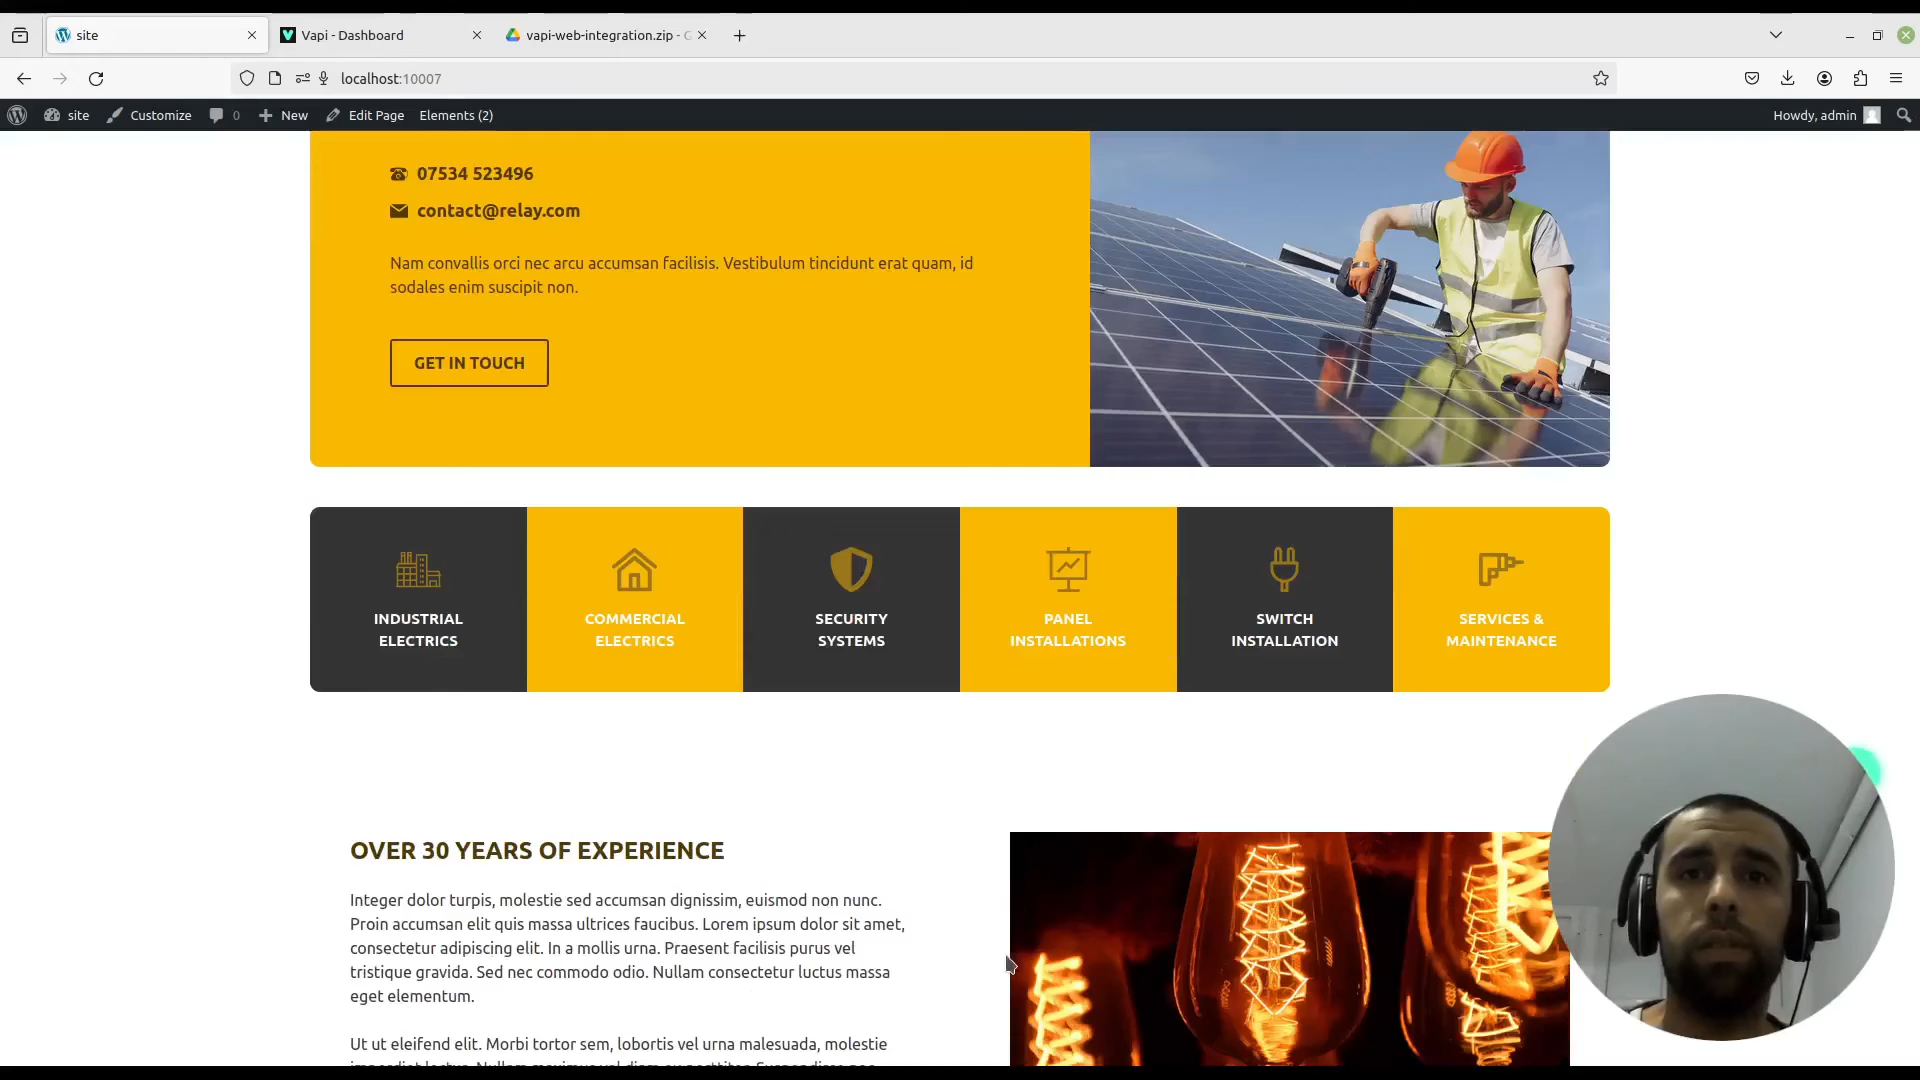 site
Vapi - Dashboard
vapi-web-integration.zip - G
localhost:10007
site
Customize
0
New
Edit Page
Elements (2)
Howdy, admin
07534 523496
contact@relay.com
Nam convallis orci nec arcu accumsan facilisis. Vestibulum tincidunt erat quam, id
sodales enim suscipit non.
GET IN TOUCH
INDUSTRIAL
ELECTRICS
COMMERCIAL
ELECTRICS
SECURITY
SYSTEMS
PANEL
INSTALLATIONS
SWITCH
INSTALLATION
SERVICES &
MAINTENANCE
OVER 30 YEARS OF EXPERIENCE
Integer dolor turpis, molestie sed accumsan dignissim, euismod non nunc.
Proin accumsan elit quis massa ultrices faucibus. Lorem ipsum dolor sit amet,
consectetur adipiscing elit. In a mollis urna. Praesent facilisis purus vel
tristique gravida. Sed nec commodo odio. Nullam consectetur luctus massa
eget elementum.
Ut ut eleifend elit. Morbi tortor sem, lobortis vel urna malesuada, molestie